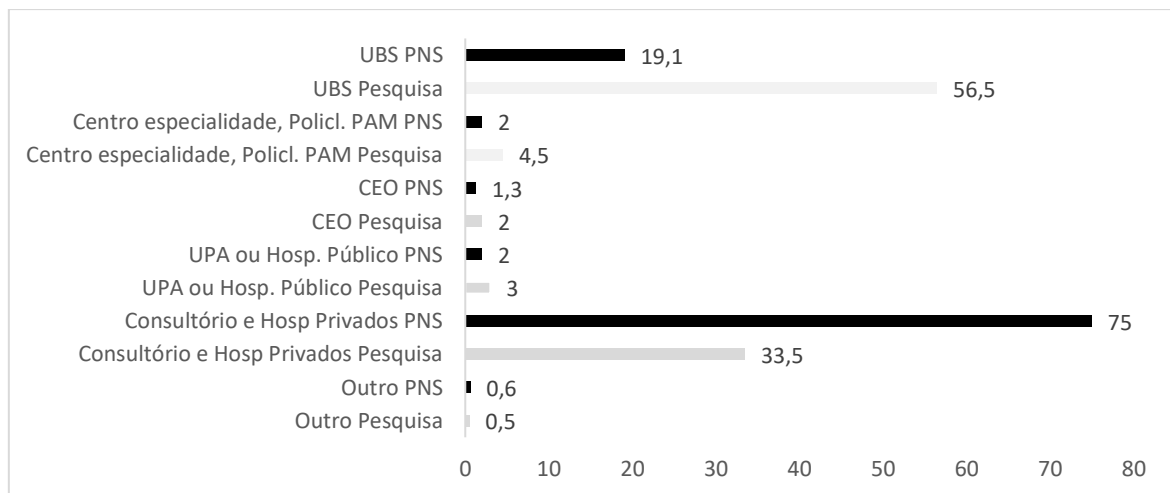 UBS PNS 19,1
UBS Pesquisa 56,5
Centro especialidade, Policl. PAM PNS 2
Centro especialidade, Policl. PAM Pesquisa 4,5
CEO PNS 1,3
CEO Pesquisa 2
UPA ou Hosp. Público PNS 2
UPA ou Hosp. Público Pesquisa 3
Consultório e Hosp Privados PNS 75
Consultório e Hosp Privados Pesquisa 33,5
Outro PNS 0,6
Outro Pesquisa 0,5
0 10 20 30 40 50 60 70 80